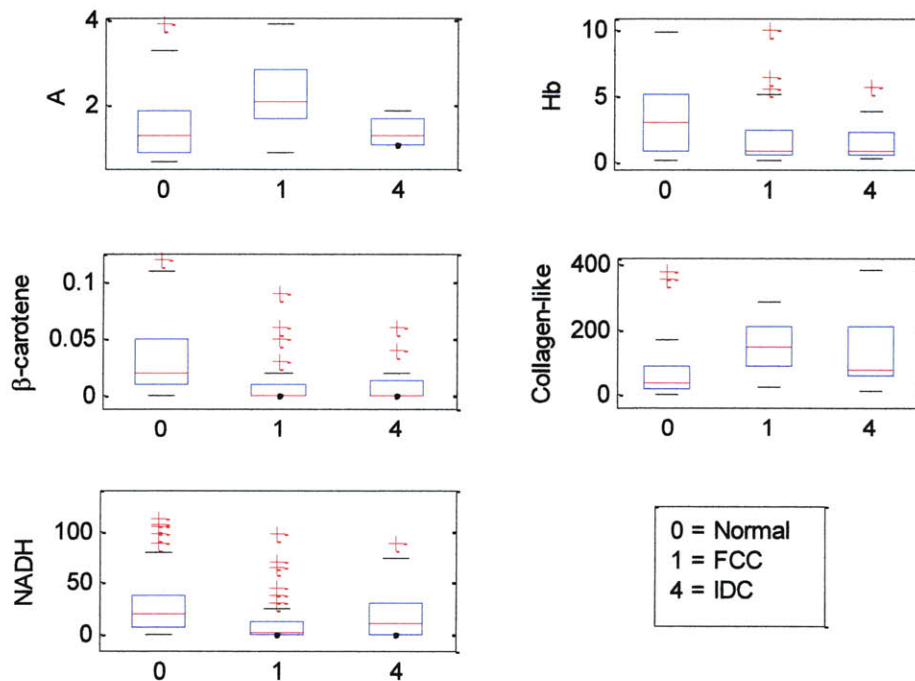 A
4
2
0 1 4
Hb
10
5
0
0 1 4
β-carotene
0.1
0.05
0
0 1 4
Collagen-like
400
200
0
0 1 4
NADH
100
50
0
0 1 4
0 = Normal
1 = FCC
4 = IDC